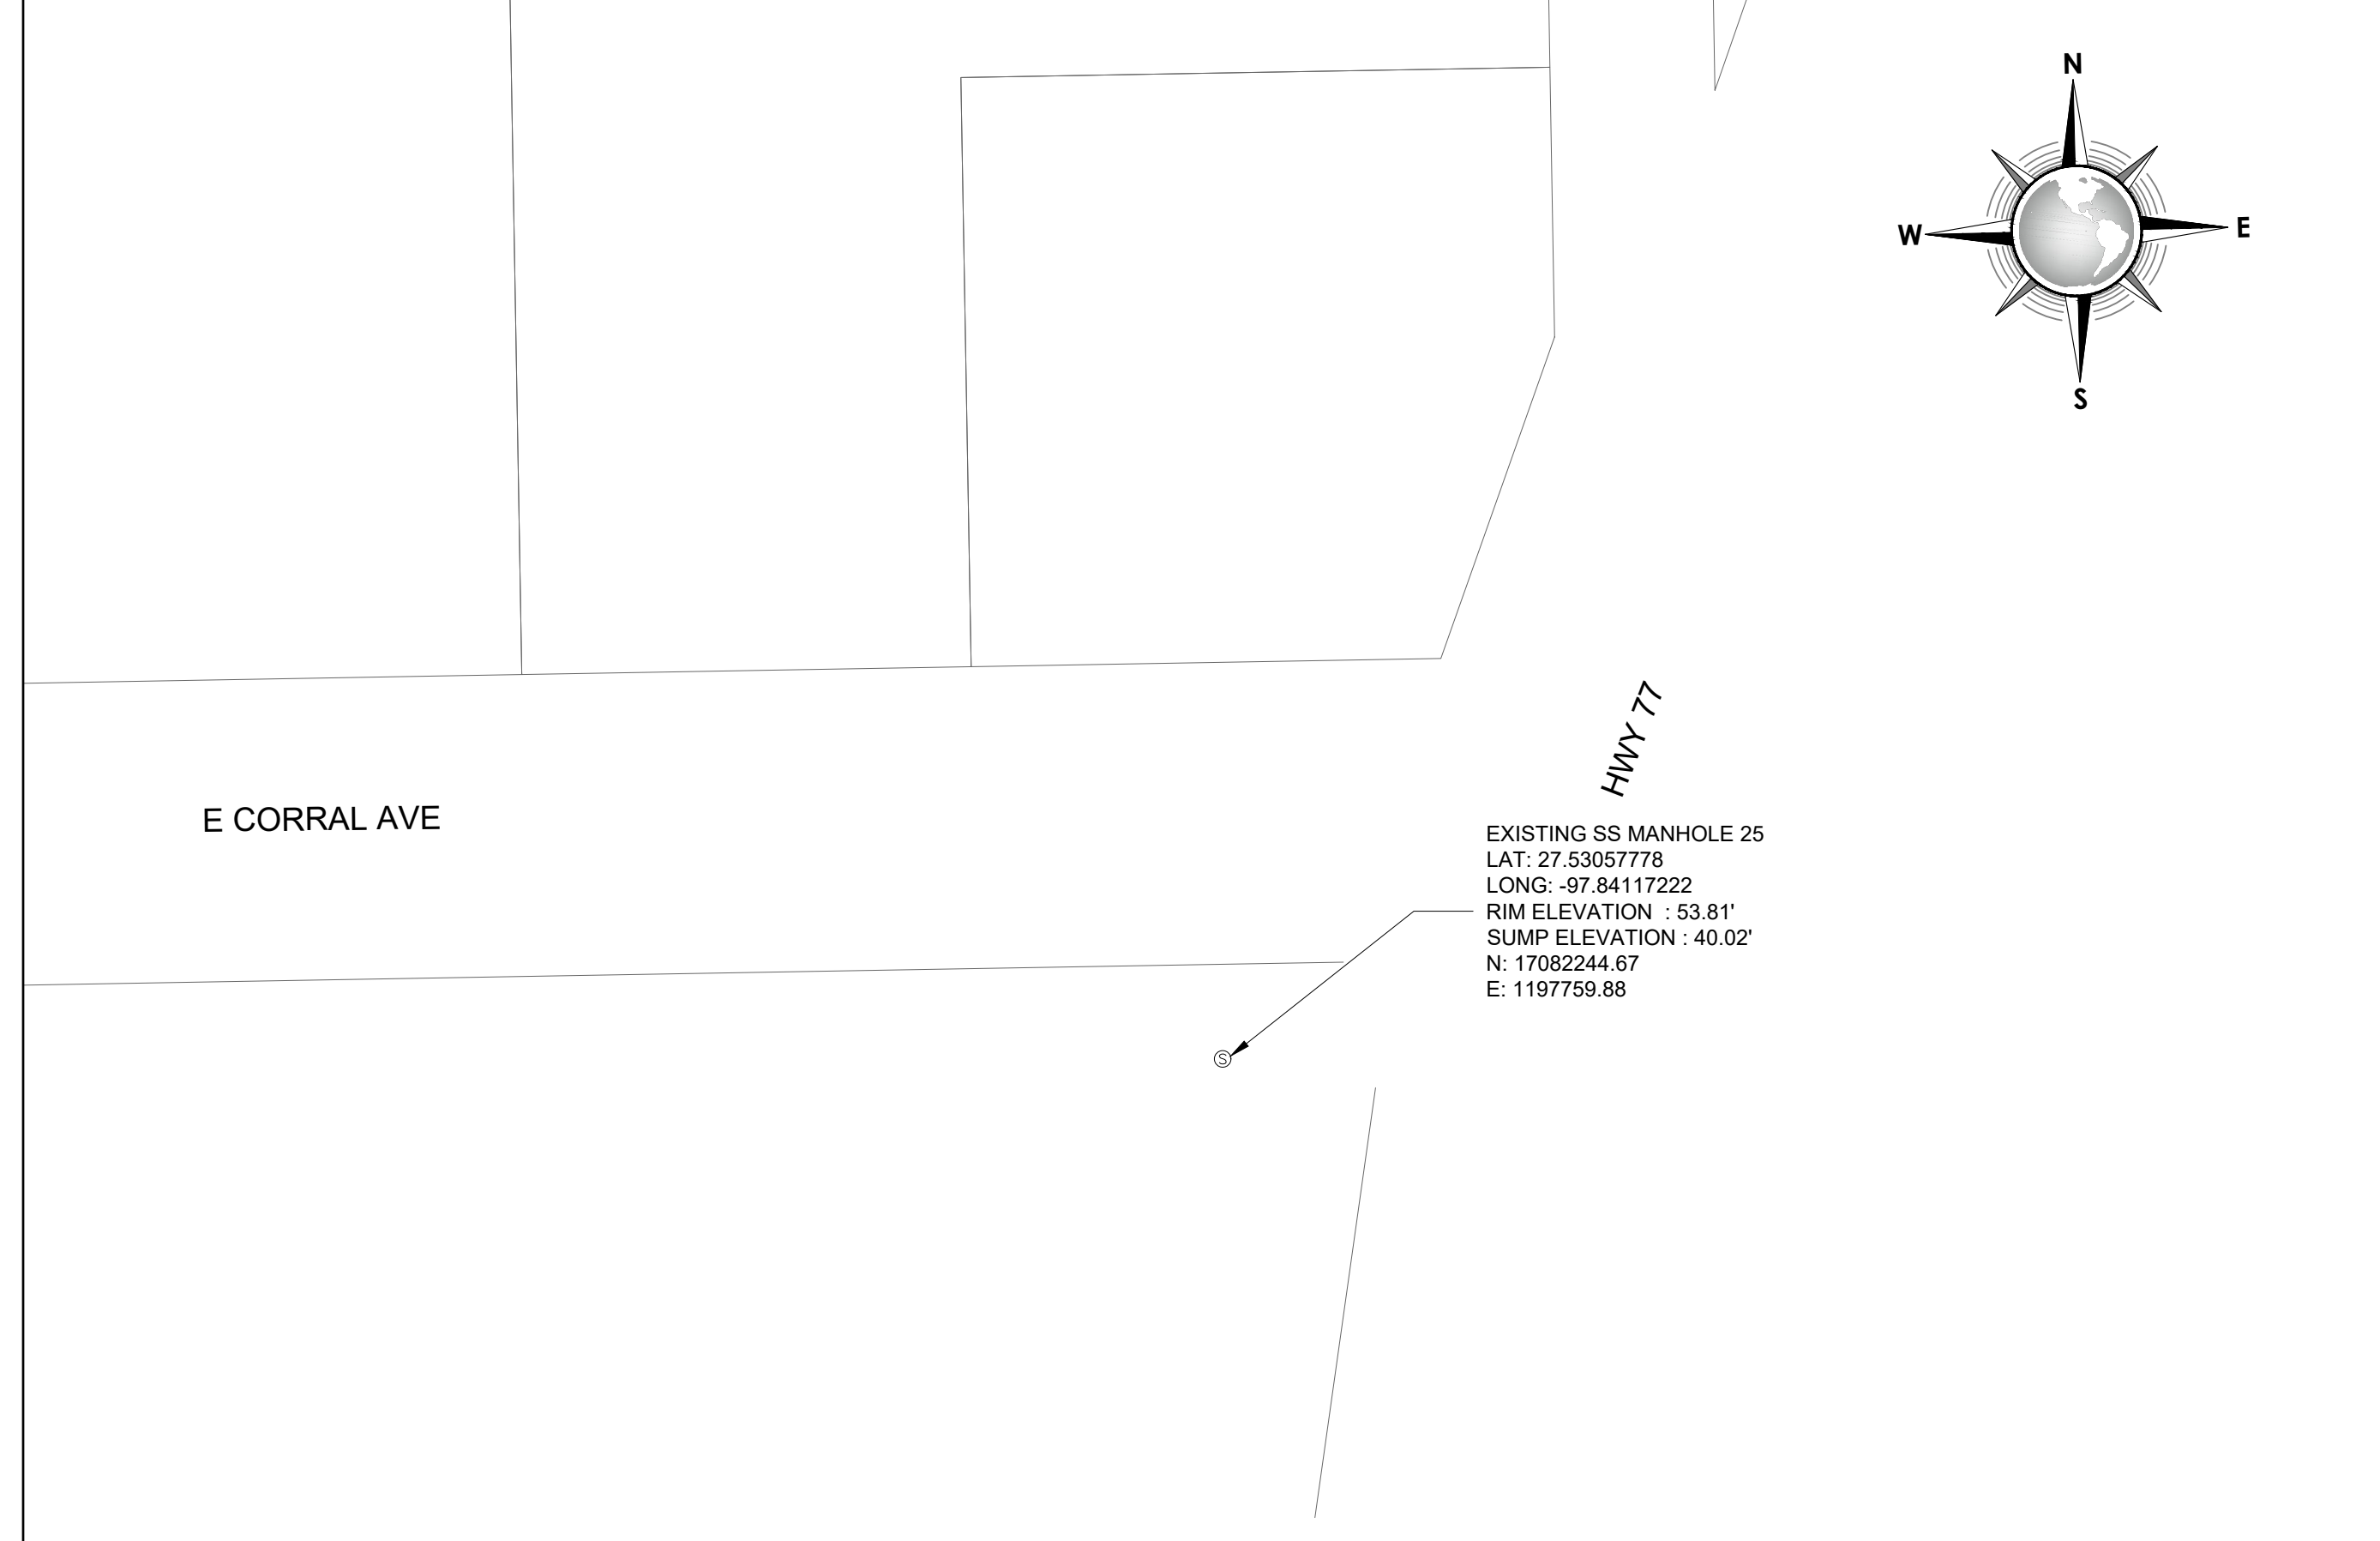 N
W
E
S
HWY 77
E CORRAL AVE
EXISTING SS MANHOLE 25
LAT: 27.53057778
LONG: -97.84117222
RIM ELEVATION : 53.81'
SUMP ELEVATION : 40.02'
N: 17082244.67
E: 1197759.88
S